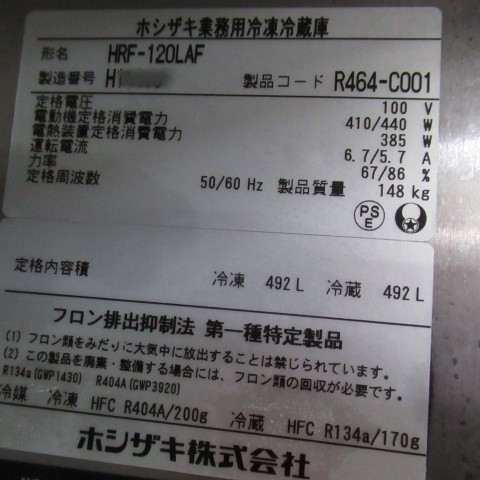 ホシザキ業務用冷凍冷蔵庫
形名 HRF-120LAF
製造番号 H 製品コード R464-C001
定格電圧 100 V
電動機定格消費電力 410/440 W
電熱装置定格消費電力 385 W
運転電流 6.7/5.7 A
力率 67/86 %
定格周波数 50/60 Hz 製品質量 148 kg
PS
E
定格内容積 冷凍 492 L 冷蔵 492 L
フロン排出抑制法 第一種特定製品
(1) フロン類をみだりに大気中に放出することは禁じられています。
(2) この製品を廃棄・整備する場合には、フロン類の回収が必要です。
R134a(GWP1430) R404A(GWP3920)
冷媒 冷凍 HFC R404A/200g 冷蔵 HFC R134a/170g
ホシザキ株式会社